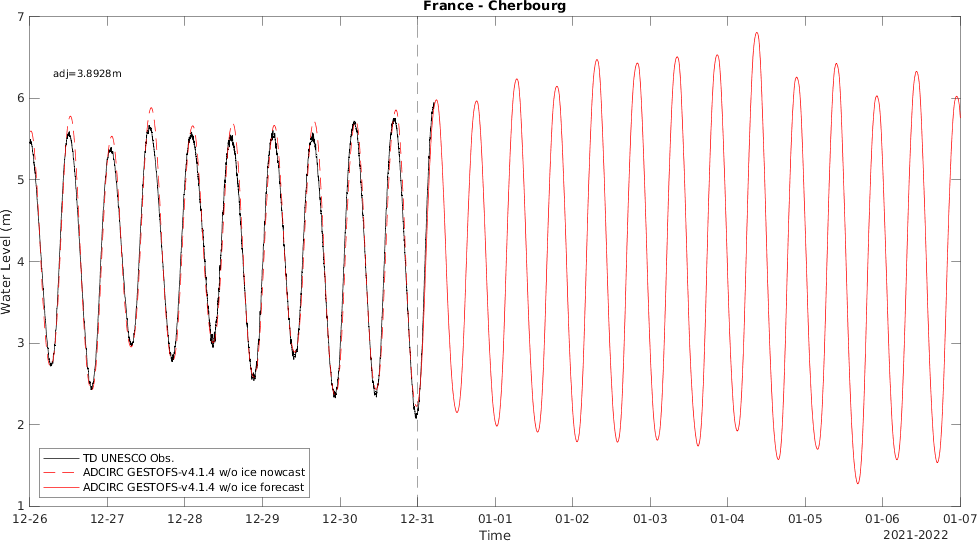 France - Cherbourg
7
adj=3.8928m
6
5
4
3
2
1
Water Level (m)
TD UNESCO Obs.
ADCIRC GESTOFS-v4.1.4 w/o ice nowcast
ADCIRC GESTOFS-v4.1.4 w/o ice forecast
12-26 12-27 12-28 12-29 12-30 12-31 01-01 01-02 01-03 01-04 01-05 01-06 01-07
Time
2021-2022